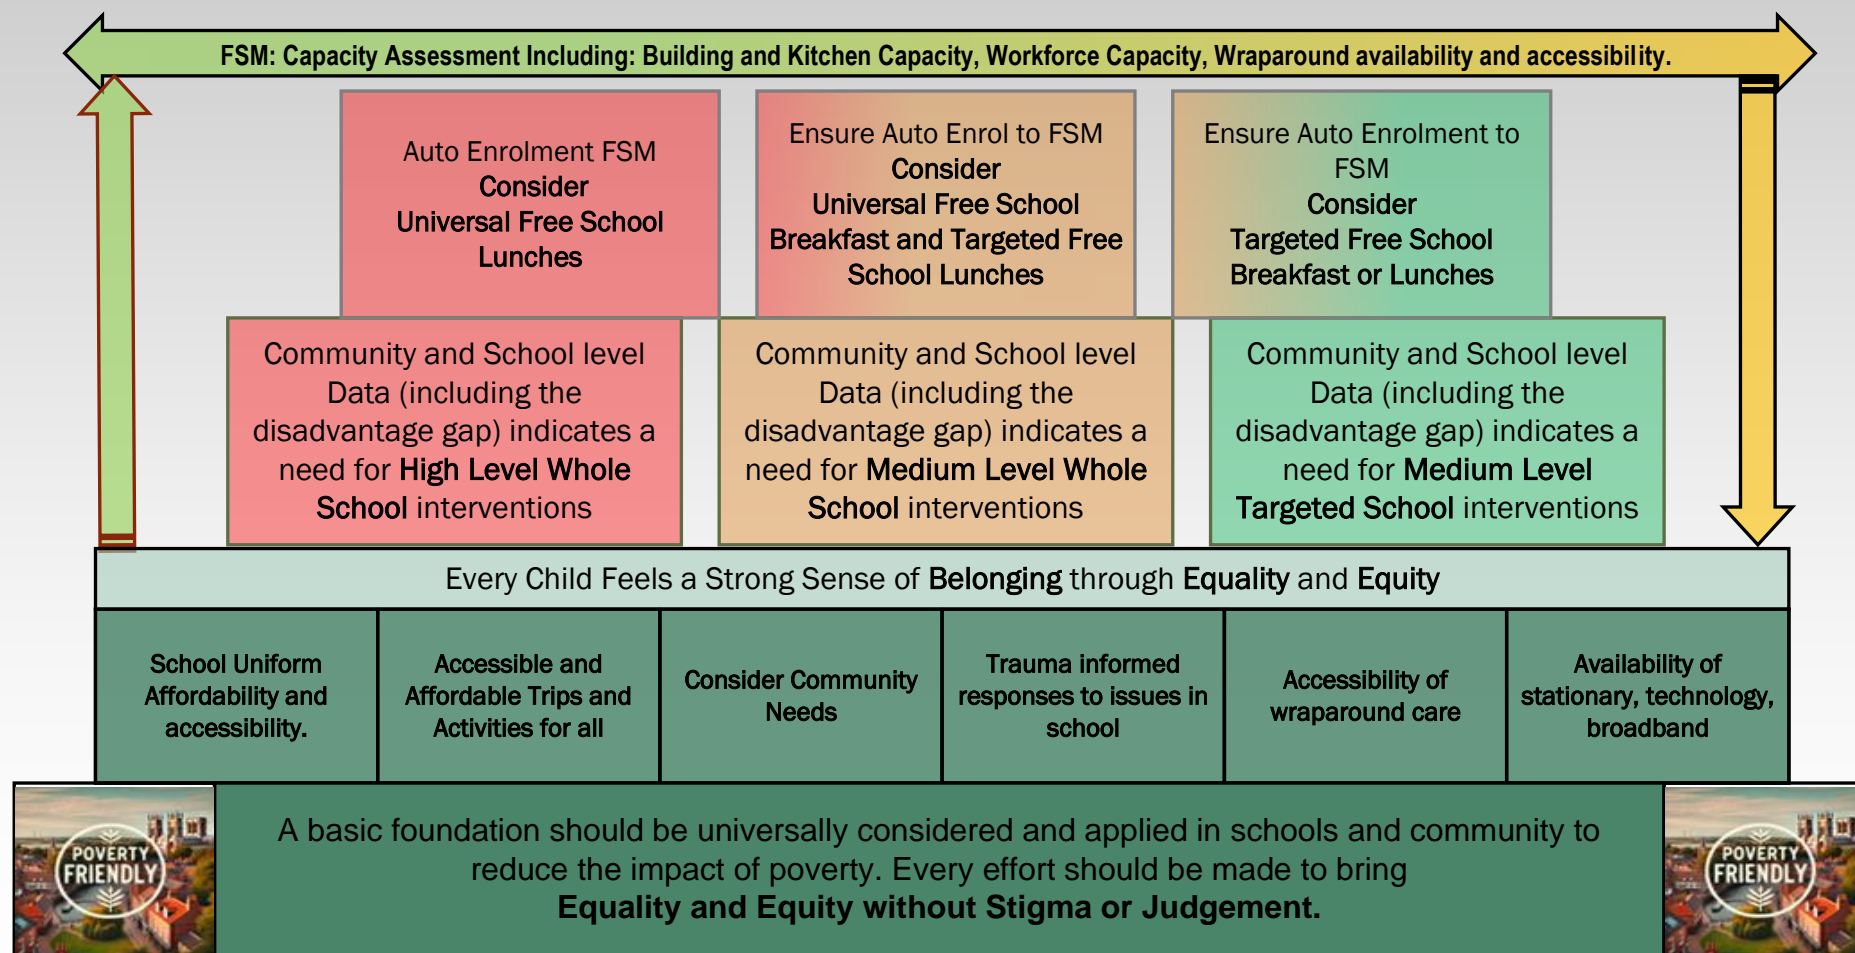 FSM: Capacity Assessment Including: Building and Kitchen Capacity, Workforce Capacity, Wraparound availability and accessibility.
Auto Enrolment FSM
Consider
Universal Free School
Lunches
Ensure Auto Enrol to FSM
Consider
Universal Free School
Breakfast and Targeted Free
School Lunches
Ensure Auto Enrolment to
FSM
Consider
Targeted Free School
Breakfast or Lunches
Community and School level
Data (including the
disadvantage gap) indicates a
need for High Level Whole
School interventions
Community and School level
Data (including the
disadvantage gap) indicates a
need for Medium Level Whole
School interventions
Community and School level
Data (including the
disadvantage gap) indicates a
need for Medium Level
Targeted School interventions
Every Child Feels a Strong Sense of Belonging through Equality and Equity
School Uniform
Affordability and
accessibility.
Accessible and
Affordable Trips and
Activities for all
Consider Community
Needs
Trauma informed
responses to issues in
school
Accessibility of
wraparound care
Availability of
stationary, technology,
broadband
POVERTY
FRIENDLY
A basic foundation should be universally considered and applied in schools and community to
reduce the impact of poverty. Every effort should be made to bring
Equality and Equity without Stigma or Judgement.
POVERTY
FRIENDLY